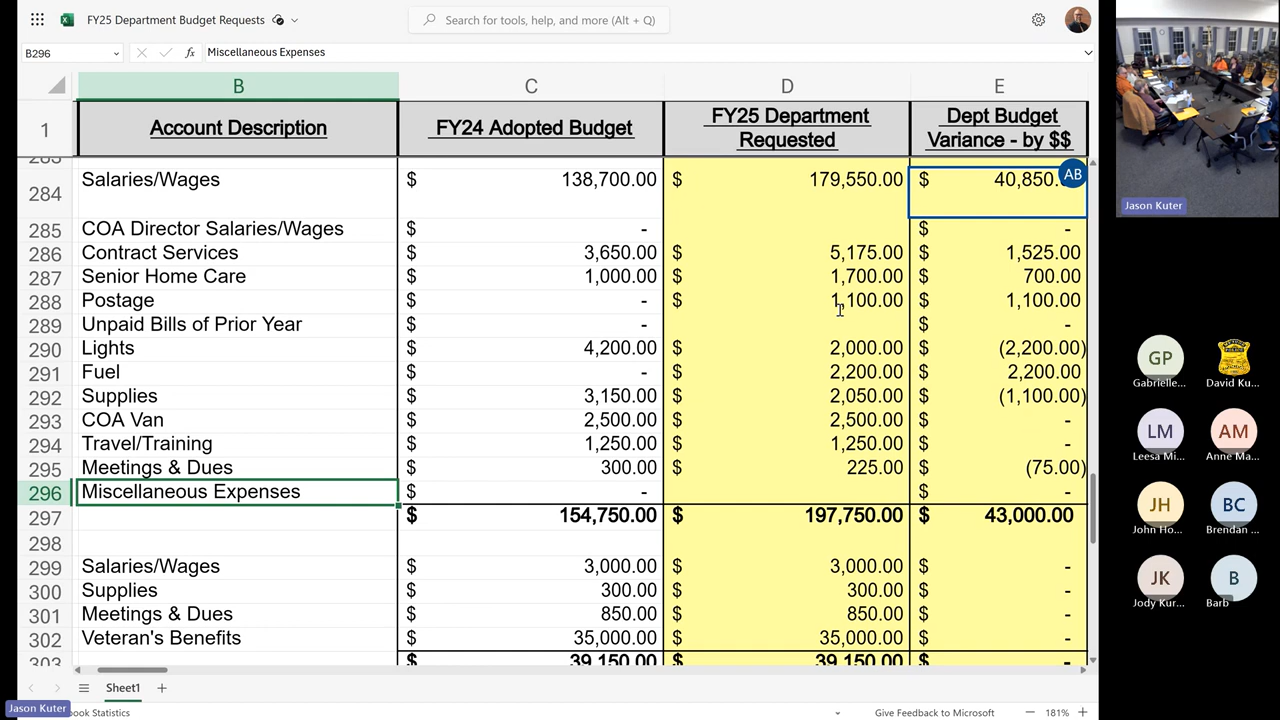 FY25 Department Budget Requests
Search for tools, help, and more (Alt + Q)
B296 fx Miscellaneous Expenses
B C D E
1 Account Description FY24 Adopted Budget FY25 Department Requested Dept Budget Variance - by $$
284 Salaries/Wages $ 138,700.00 $ 179,550.00 $ 40,850. AB
285 COA Director Salaries/Wages $ - $ -
286 Contract Services $ 3,650.00 $ 5,175.00 $ 1,525.00
287 Senior Home Care $ 1,000.00 $ 1,700.00 $ 700.00
288 Postage $ - $ 1,100.00 $ 1,100.00
289 Unpaid Bills of Prior Year $ - $ -
290 Lights $ 4,200.00 $ 2,000.00 $ (2,200.00)
291 Fuel $ - $ 2,200.00 $ 2,200.00
292 Supplies $ 3,150.00 $ 2,050.00 $ (1,100.00)
293 COA Van $ 2,500.00 $ 2,500.00 $ -
294 Travel/Training $ 1,250.00 $ 1,250.00 $ -
295 Meetings & Dues $ 300.00 $ 225.00 $ (75.00)
296 Miscellaneous Expenses $ - $ -
297 $ 154,750.00 $ 197,750.00 $ 43,000.00
298
299 Salaries/Wages $ 3,000.00 $ 3,000.00 $ -
300 Supplies $ 300.00 $ 300.00 $ -
301 Meetings & Dues $ 850.00 $ 850.00 $ -
302 Veteran's Benefits $ 35,000.00 $ 35,000.00 $ -
303 $ 39,150.00 $ 39,150.00 $ -
Sheet1
Jason Kuter
book Statistics
Give Feedback to Microsoft
181%
Jason Kuter
GP
Gabrielle...
David Ku...
LM
Leesa Mi...
AM
Anne Ma...
JH
John Ho...
BC
Brendan ...
JK
Jody Kur...
B
Barb